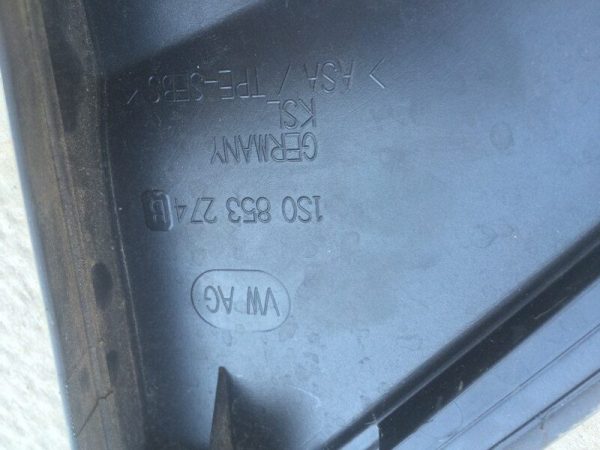 VW AG
1S0 853 274 B
GERMANY
KSL
> ASA / TPE-SEBS <